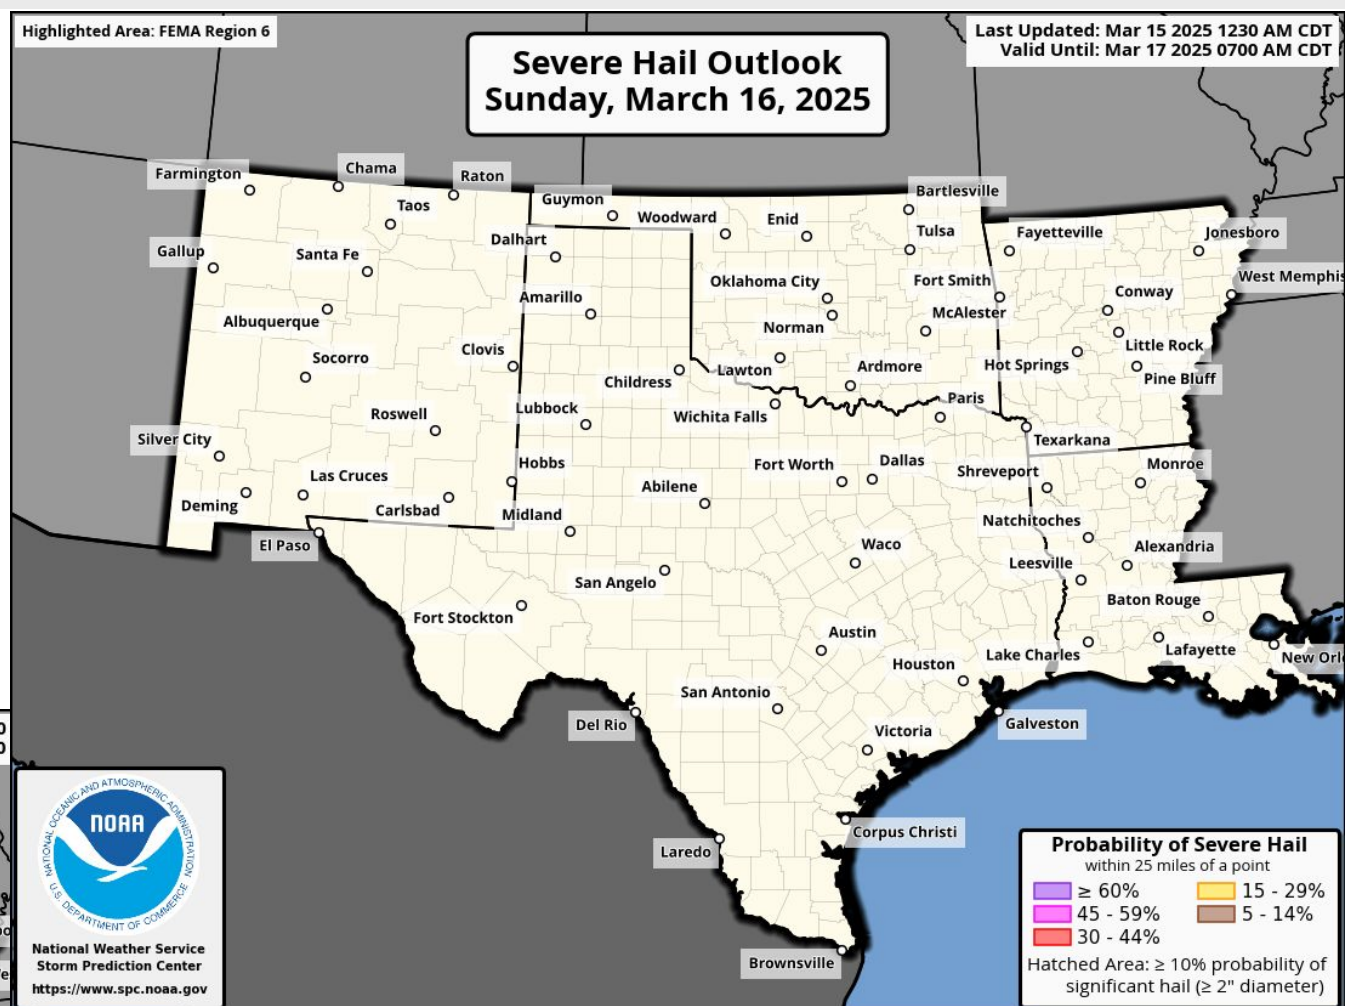 Highlighted Area: FEMA Region 6
Last Updated: Mar 15 2025 1230 AM CDT
Valid Until: Mar 17 2025 0700 AM CDT
Severe Hail Outlook
Sunday, March 16, 2025
Farmington
Chama
Raton
Taos
Guymon
Woodward
Enid
Bartlesville
Tulsa
Fayetteville
Jonesboro
Gallup
Santa Fe
Dalhart
Oklahoma City
Fort Smith
West Memphis
Albuquerque
Amarillo
Norman
McAlester
Conway
Socorro
Clovis
Childress
Lawton
Ardmore
Hot Springs
Little Rock
Pine Bluff
Roswell
Lubbock
Wichita Falls
Paris
Texarkana
Silver City
Las Cruces
Hobbs
Abilene
Fort Worth
Dallas
Shreveport
Monroe
Deming
Carlsbad
Midland
Natchitoches
El Paso
San Angelo
Waco
Leesville
Alexandria
Fort Stockton
Austin
Baton Rouge
Houston
Lake Charles
Lafayette
New Orl
San Antonio
Del Rio
Victoria
Galveston
Corpus Christi
Laredo
Brownsville
NATIONAL OCEANIC AND ATMOSPHERIC ADMINISTRATION
NOAA
U.S. DEPARTMENT OF COMMERCE
National Weather Service
Storm Prediction Center
https://www.spc.noaa.gov
Probability of Severe Hail
within 25 miles of a point
≥ 60%
15 - 29%
45 - 59%
5 - 14%
30 - 44%
Hatched Area: ≥ 10% probability of
significant hail (≥ 2" diameter)